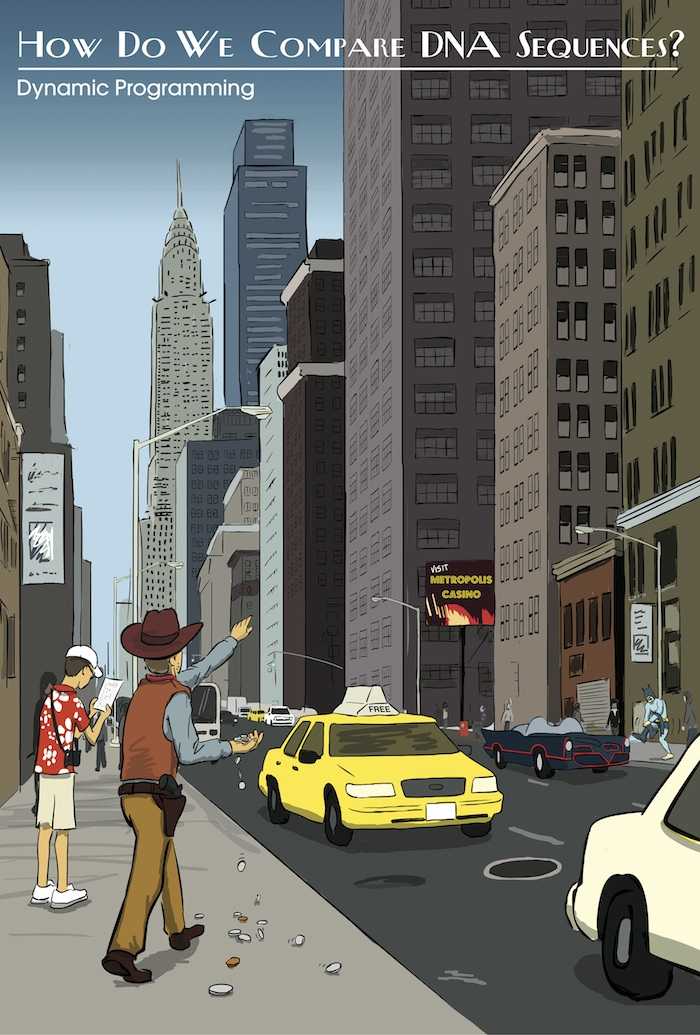 How Do We Compare DNA Sequences?
Dynamic Programming
VISIT
METROPOLIS
CASINO
FREE